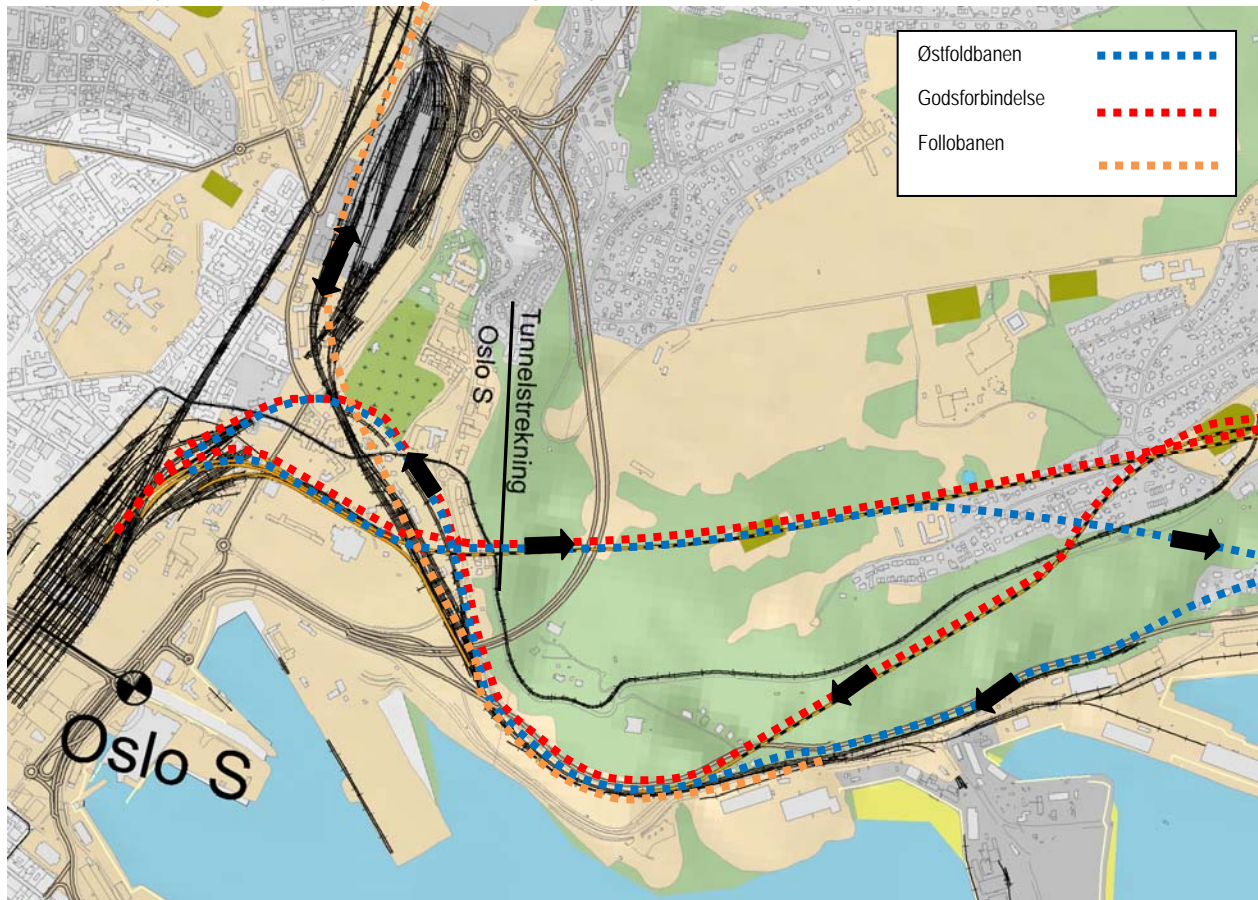 Østfoldbanen
Godsforbindelse
Follobanen
Tunnelstrekning
Oslo S
Oslo S